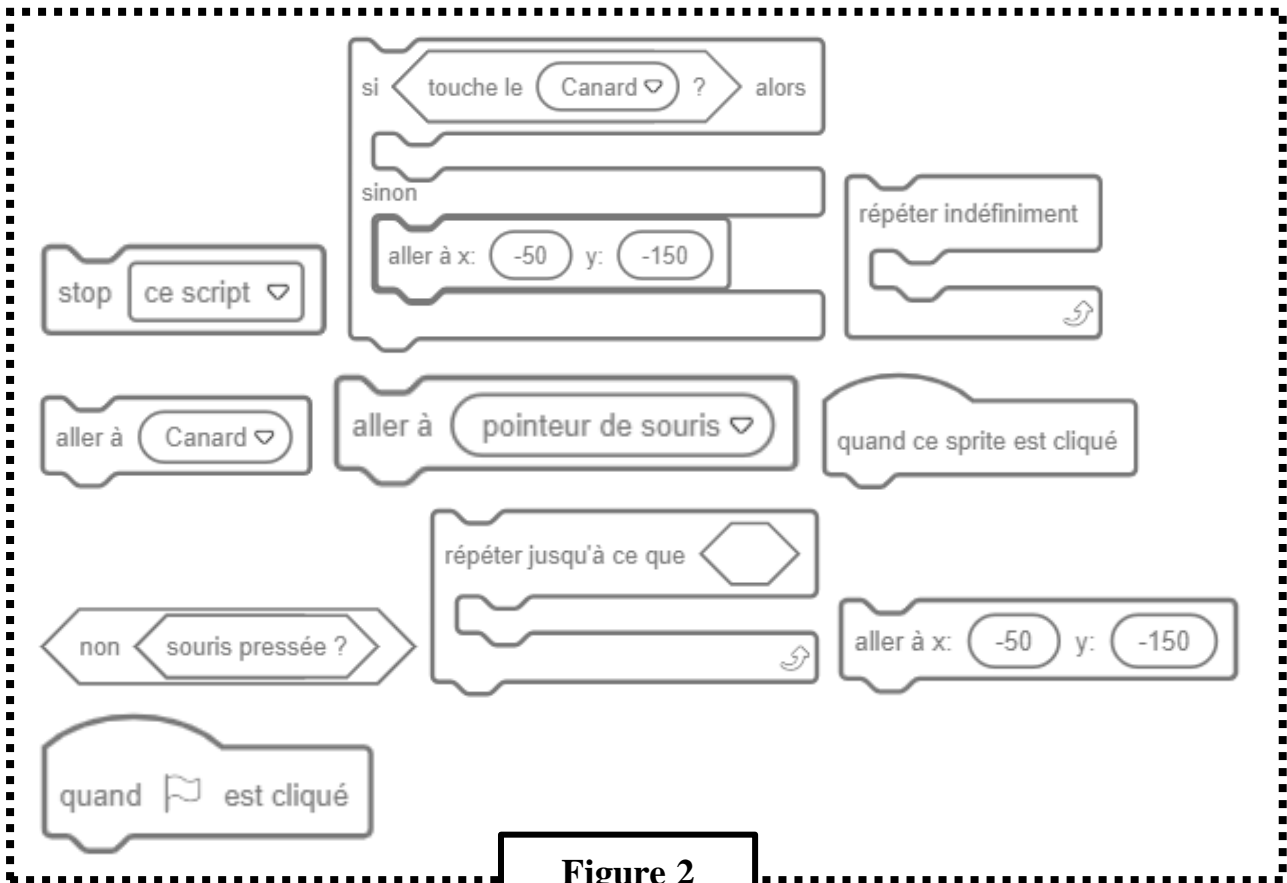 si touche le Canard ? alors
sinon
aller à x: -50 y: -150
répéter indéfiniment
stop ce script
aller à Canard
aller à pointeur de souris
quand ce sprite est cliqué
répéter jusqu'à ce que
non souris pressée ?
aller à x: -50 y: -150
quand est cliqué
Figure 2